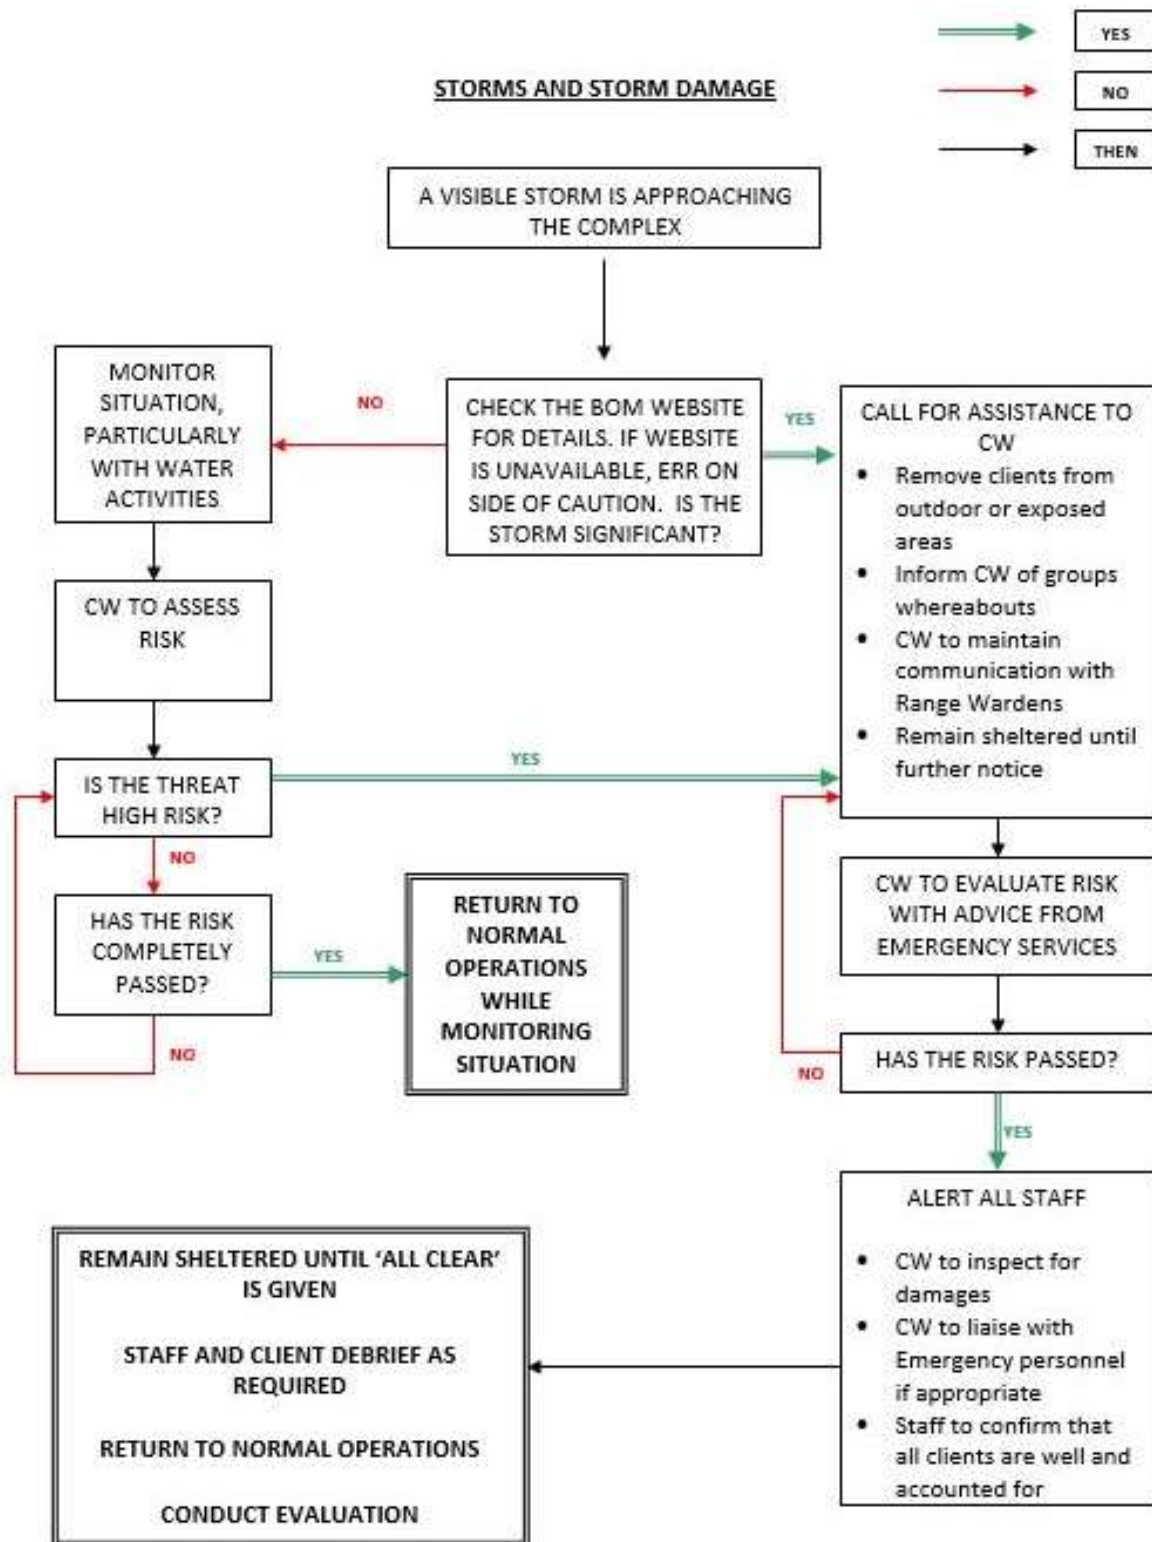 YES
NO
THEN
STORMS AND STORM DAMAGE
A VISIBLE STORM IS APPROACHING
THE COMPLEX
MONITOR
SITUATION,
PARTICULARLY
WITH WATER
ACTIVITIES
NO
CHECK THE BOM WEBSITE
FOR DETAILS. IF WEBSITE
IS UNAVAILABLE, ERR ON
SIDE OF CAUTION. IS THE
STORM SIGNIFICANT?
YES
CALL FOR ASSISTANCE TO
CW
• Remove clients from
outdoor or exposed
areas
• Inform CW of groups
whereabouts
• CW to maintain
communication with
Range Wardens
• Remain sheltered until
further notice
CW TO ASSESS
RISK
IS THE THREAT
HIGH RISK?
YES
NO
HAS THE RISK
COMPLETELY
PASSED?
YES
NO
RETURN TO
NORMAL
OPERATIONS
WHILE
MONITORING
SITUATION
CW TO EVALUATE RISK
WITH ADVICE FROM
EMERGENCY SERVICES
HAS THE RISK PASSED?
NO
YES
ALERT ALL STAFF
• CW to inspect for
damages
• CW to liaise with
Emergency personnel
if appropriate
• Staff to confirm that
all clients are well and
accounted for
REMAIN SHELTERED UNTIL ‘ALL CLEAR’
IS GIVEN
STAFF AND CLIENT DEBRIEF AS
REQUIRED
RETURN TO NORMAL OPERATIONS
CONDUCT EVALUATION